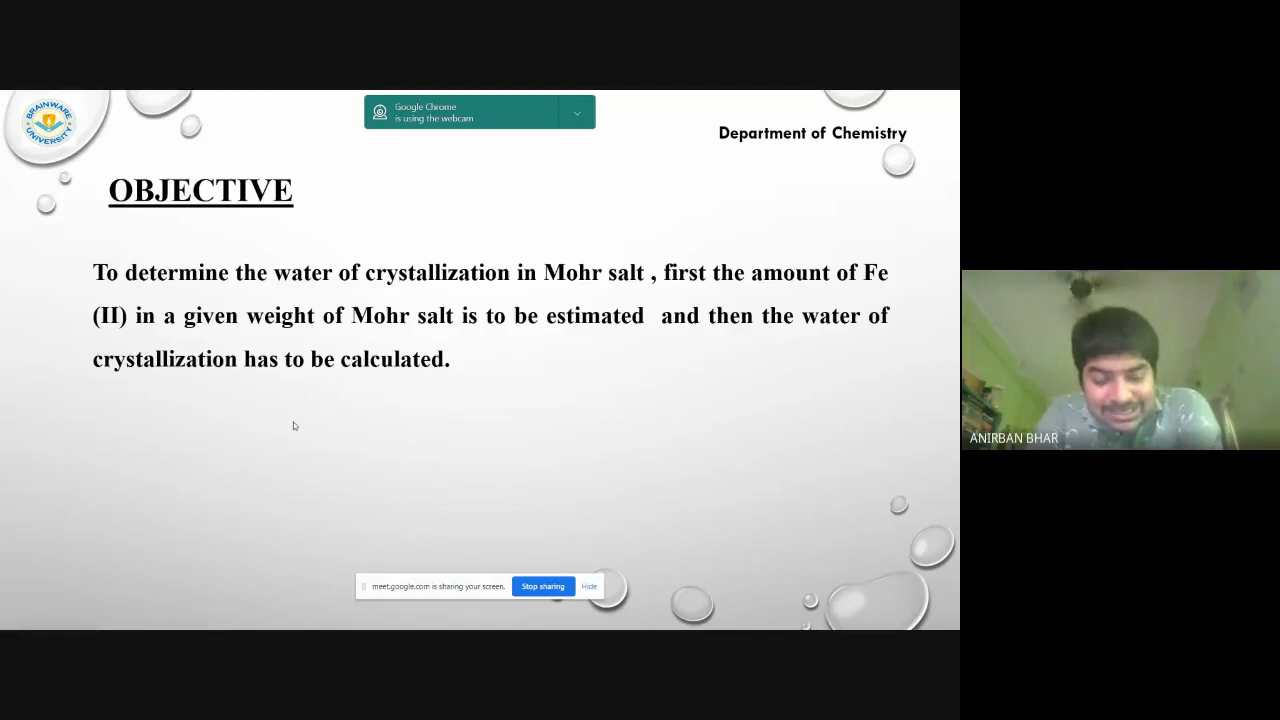 BRAINWARE
UNIVERSITY
Google Chrome
is using the webcam
Department of Chemistry
OBJECTIVE
To determine the water of crystallization in Mohr salt , first the amount of Fe
(II) in a given weight of Mohr salt is to be estimated and then the water of
crystallization has to be calculated.
ANIRBAN BHAR
meet.google.com is sharing your screen.
Stop sharing
Hide